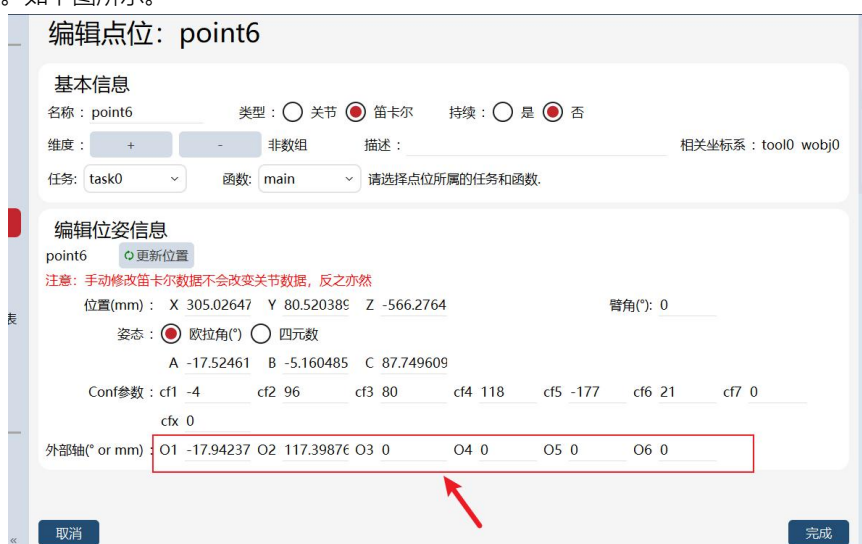 。如下图所示。
编辑点位：point6
基本信息
名称 : point6 类型 : 关节 笛卡尔 持续 : 是 否
维度 : + - 非数组 描述 : 相关坐标系 : tool0 wobj0
任务: task0 函数: main 请选择点位所属的任务和函数.
编辑位姿信息
point6 更新位置
注意：手动修改笛卡尔数据不会改变关节数据，反之亦然
位置(mm) : X 305.02647 Y 80.520389 Z -566.2764 臂角(°): 0
表
姿态 : 欧拉角(°) 四元数
A -17.52461 B -5.160485 C 87.749609
Conf参数 : cf1 -4 cf2 96 cf3 80 cf4 118 cf5 -177 cf6 21 cf7 0
cfx 0
外部轴(° or mm) : O1 -17.94237 O2 117.39876 O3 0 O4 0 O5 0 O6 0
« 取消 完成